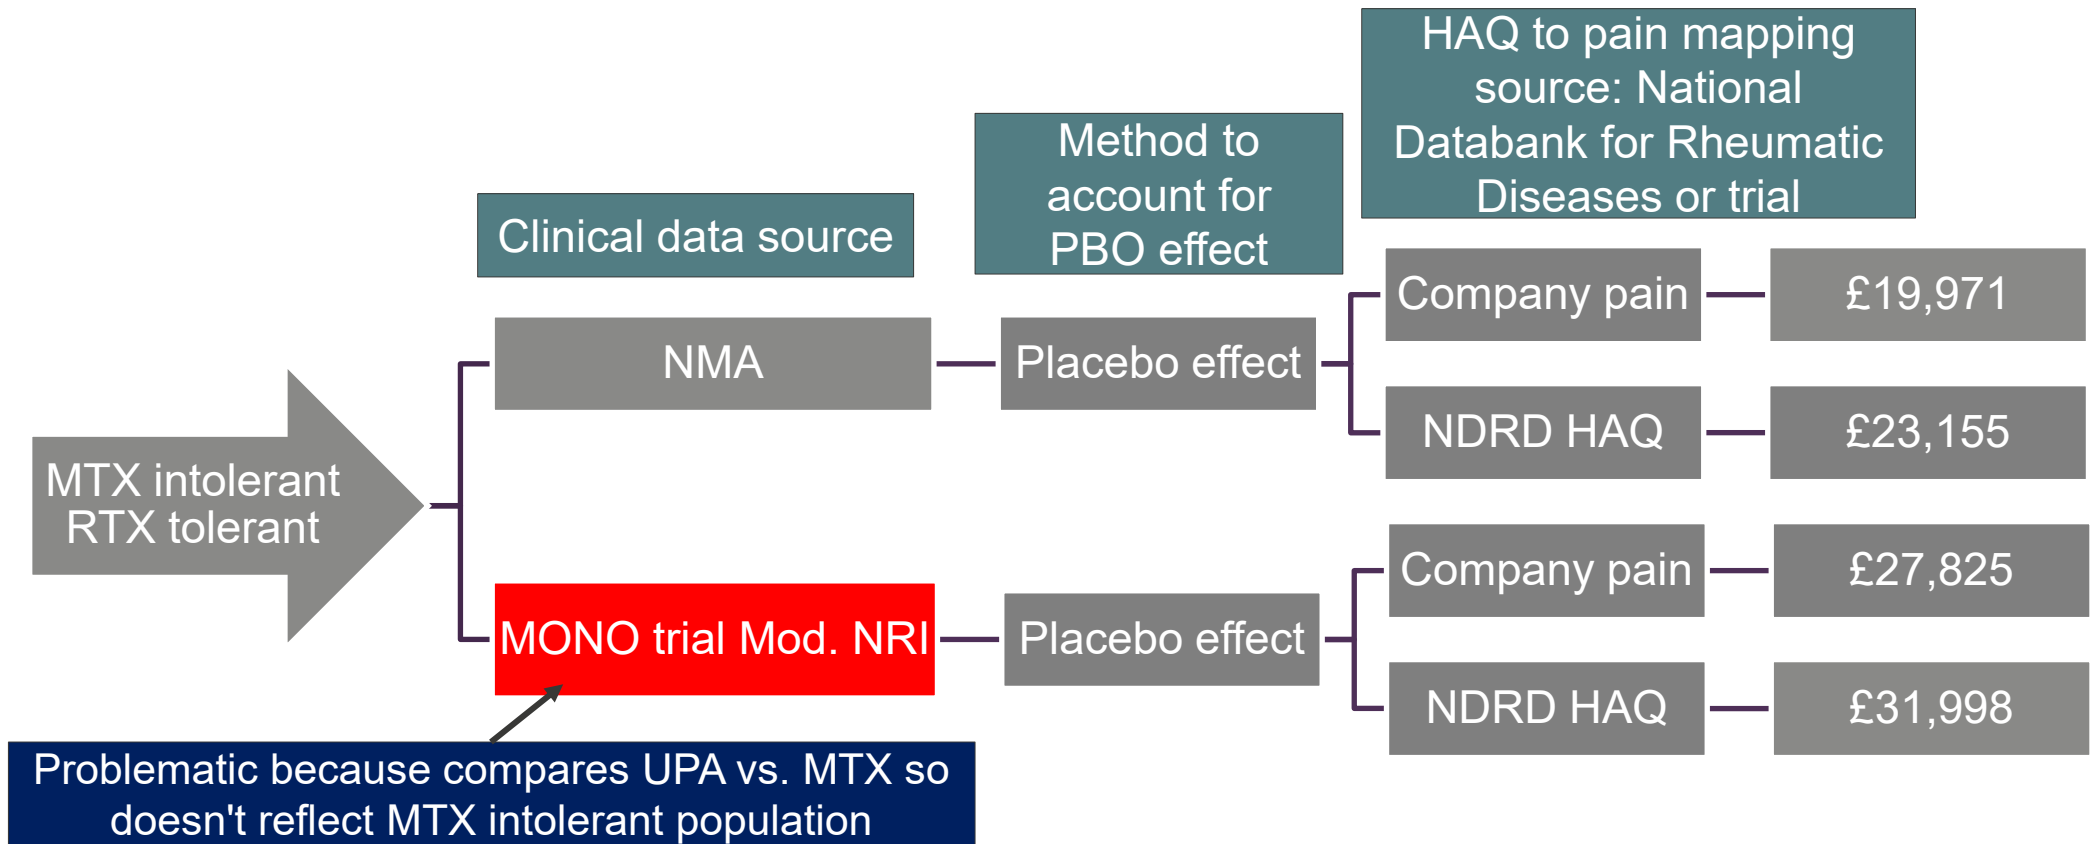 HAQ to pain mapping
source: National
Databank for Rheumatic
Diseases or trial
Method to
account for
PBO effect
Clinical data source
MTX intolerant
RTX tolerant
NMA
Placebo effect
Company pain
£19,971
NDRD HAQ
£23,155
MONO trial Mod. NRI
Placebo effect
Company pain
£27,825
NDRD HAQ
£31,998
Problematic because compares UPA vs. MTX so
doesn't reflect MTX intolerant population